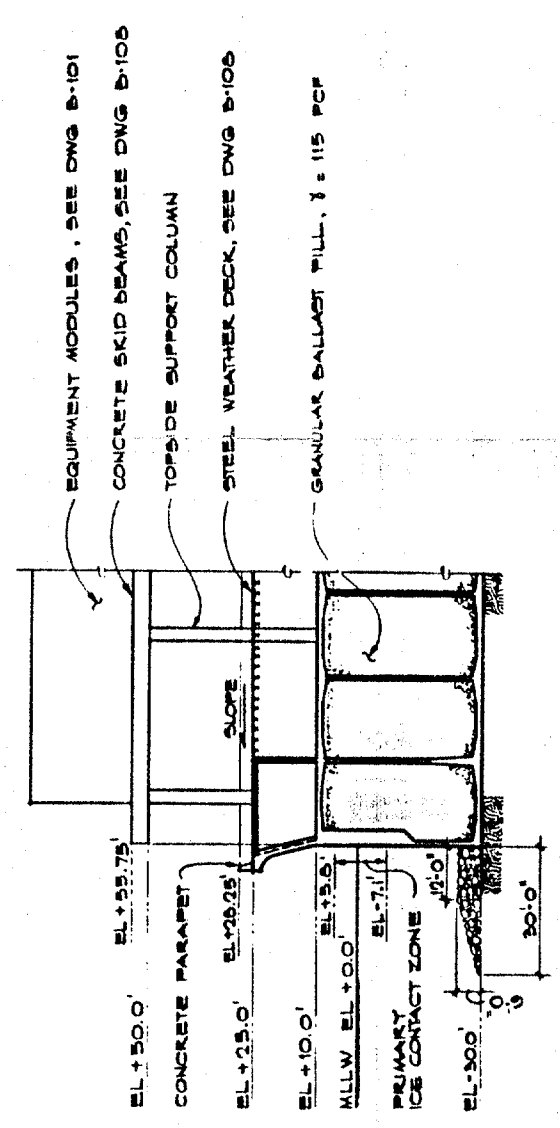 EQUIPMENT MODULES, SEE DWG B-101
CONCRETE SKID BEAMS, SEE DWG B-108
TOPSIDE SUPPORT COLUMN
STEEL WEATHER DECK, SEE DWG B-108
GRANULAR BALLAST FILL, γ = 115 PCF
EL +53.75'
EL +50.0'
CONCRETE PARAPET
SLOPE
EL +28.25'
EL +25.0'
EL +10.0'
EL +3.8'
MLLW EL +0.0'
EL -7.1'
PRIMARY
ICE CONTACT ZONE
12'-0"
30'-0"
EL -30.0'